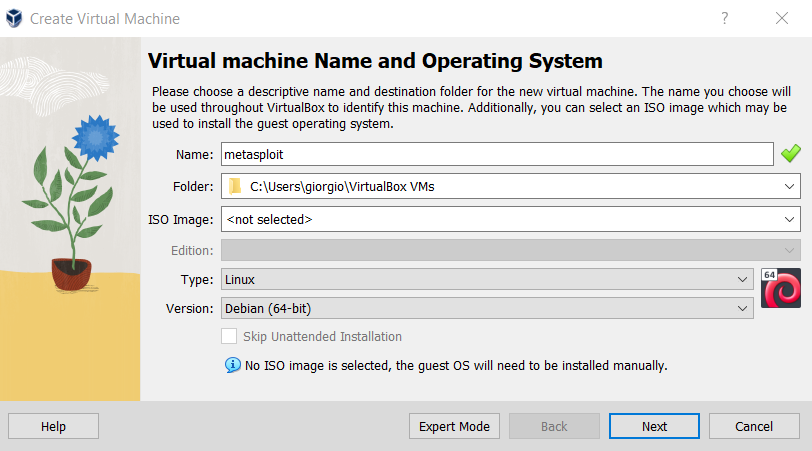 Create Virtual Machine
?
Virtual machine Name and Operating System
Please choose a descriptive name and destination folder for the new virtual machine. The name you choose will
be used throughout VirtualBox to identify this machine. Additionally, you can select an ISO image which may be
used to install the guest operating system.
Name: metasploit
Folder: C:\Users\giorgio\VirtualBox VMs
ISO Image: <not selected>
Edition:
Type: Linux
64
Version: Debian (64-bit)
Skip Unattended Installation
No ISO image is selected, the guest OS will need to be installed manually.
Help Expert Mode Back Next Cancel